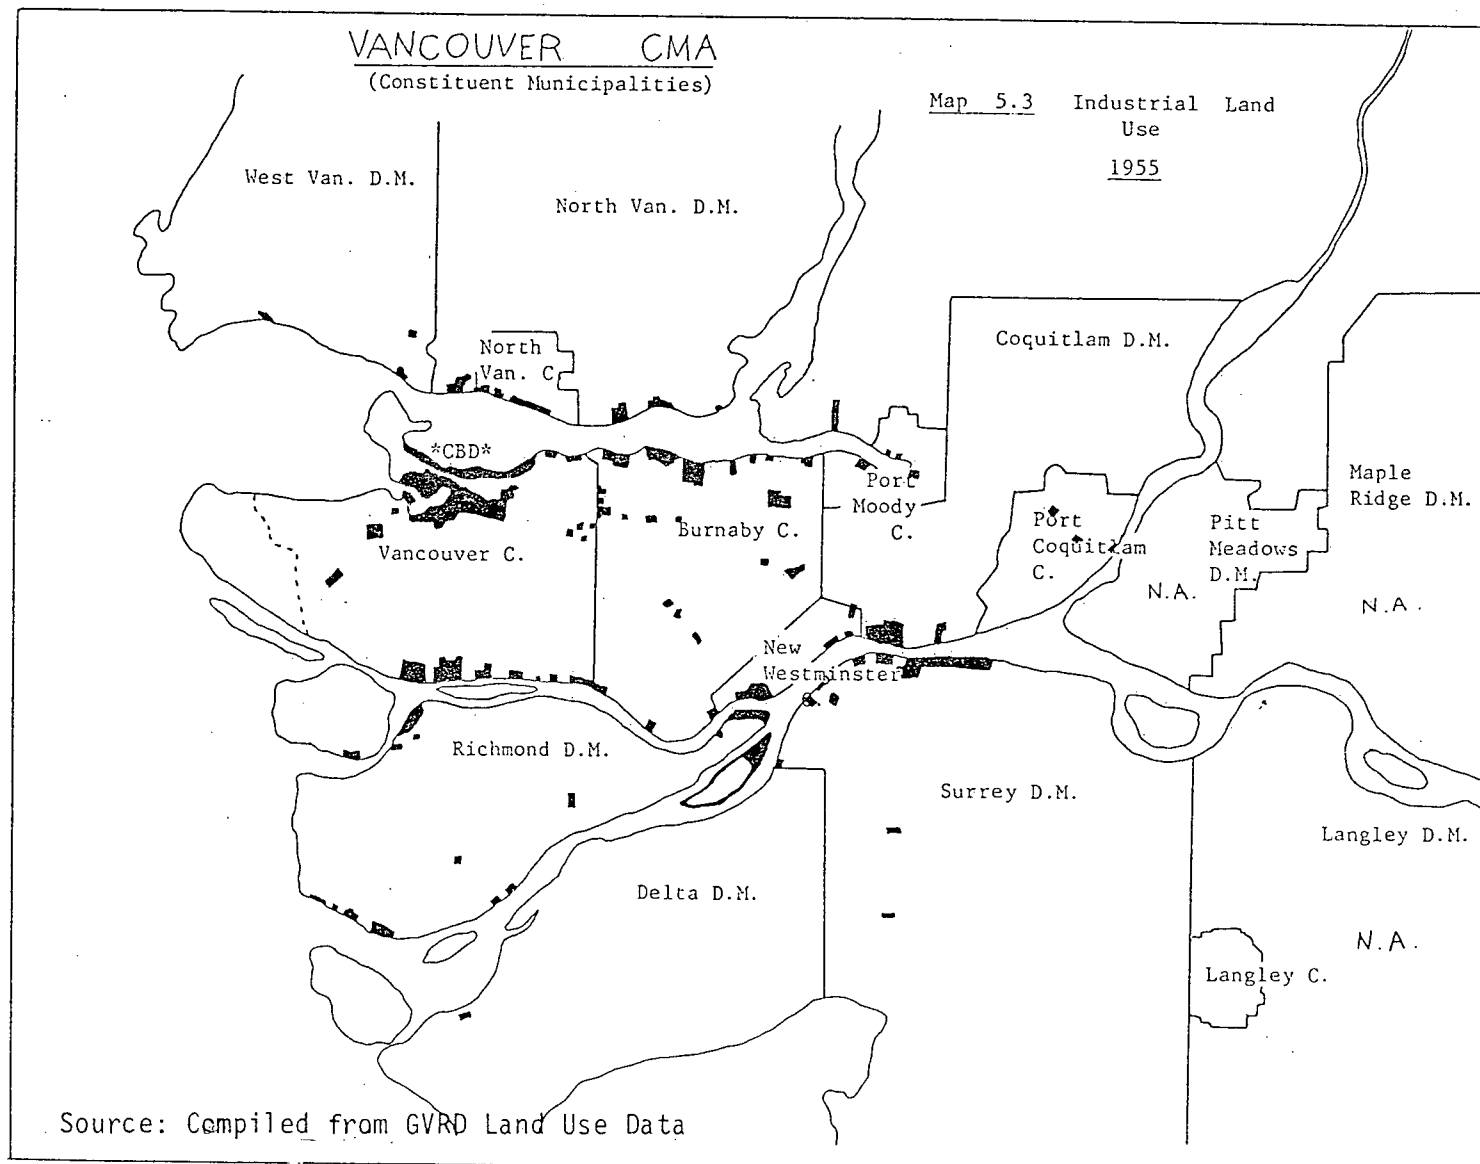 VANCOUVER CMA
(Constituent Municipalities)
Map 5.3 Industrial Land
Use
1955
West Van. D.M.
North Van. D.M.
North
Van. C
Coquitlam D.M.
*CBD*
Port
Moody
C.
Maple
Ridge D.M.
Vancouver C.
Burnaby C.
Port
Coquitlam
C.
Pitt
Meadows
D.M.
N.A.
N.A.
New
Westminster
Richmond D.M.
Surrey D.M.
Langley D.M.
Delta D.M.
N.A.
Langley C.
Source: Compiled from GVRD Land Use Data